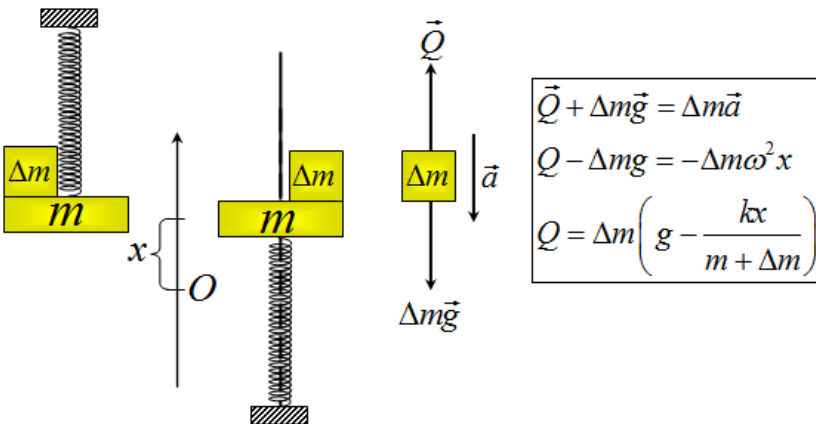 Δm
m
x
O
Δm
m
Q⃗
Δm
a⃗
Δmg⃗
Q⃗ + Δmg⃗ = Δma⃗
Q − Δmg = −Δmω²x
Q = Δm(g − kx/(m + Δm))